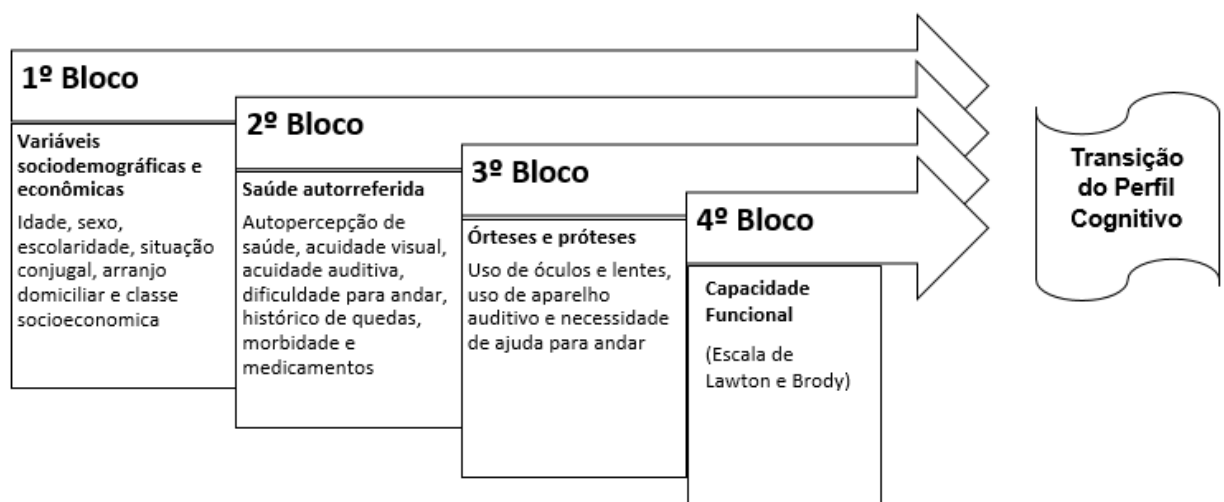 1º Bloco
Variáveis
sociodemográficas e
econômicas
Idade, sexo,
escolaridade, situação
conjugal, arranjo
domiciliar e classe
socioeconomica
2º Bloco
Saúde autorreferida
Autopercepção de
saúde, acuidade visual,
acuidade auditiva,
dificuldade para andar,
histórico de quedas,
morbidade e
medicamentos
3º Bloco
Órteses e próteses
Uso de óculos e lentes,
uso de aparelho
auditivo e necessidade
de ajuda para andar
4º Bloco
Capacidade
Funcional
(Escala de
Lawton e Brody)
Transição
do Perfil
Cognitivo